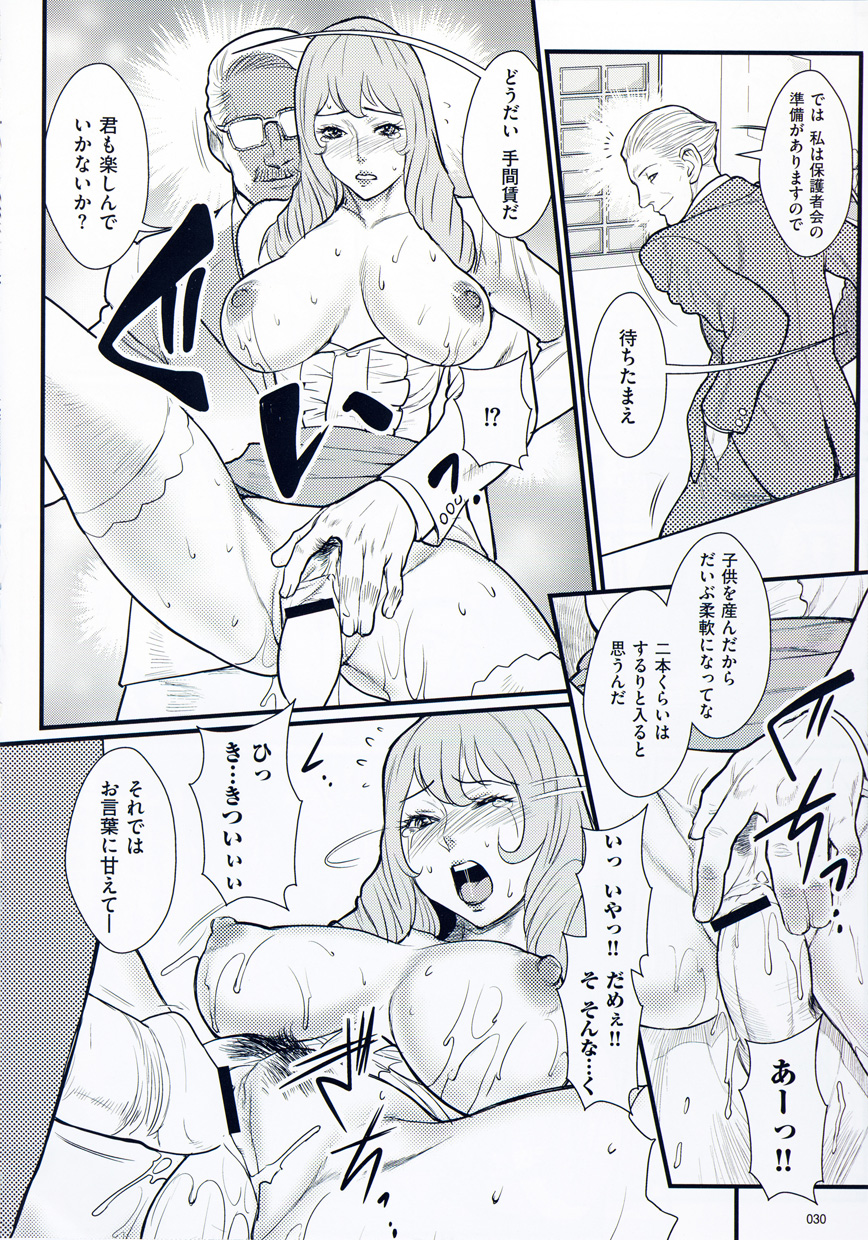 では 私は保護者会の
準備がありますので
待ちたまえ
どうだい 手間賃だ
君も楽しんで
いかないか?
!?
子供を産んだから
だいぶ柔軟になってな
二本くらいは
するりと入ると
思うんだ
いっ いやっ!! だめぇ!!
そ そんな…く
あーっ!!
ひっ
き…きついぃぃ
それでは
お言葉に甘えてー
030